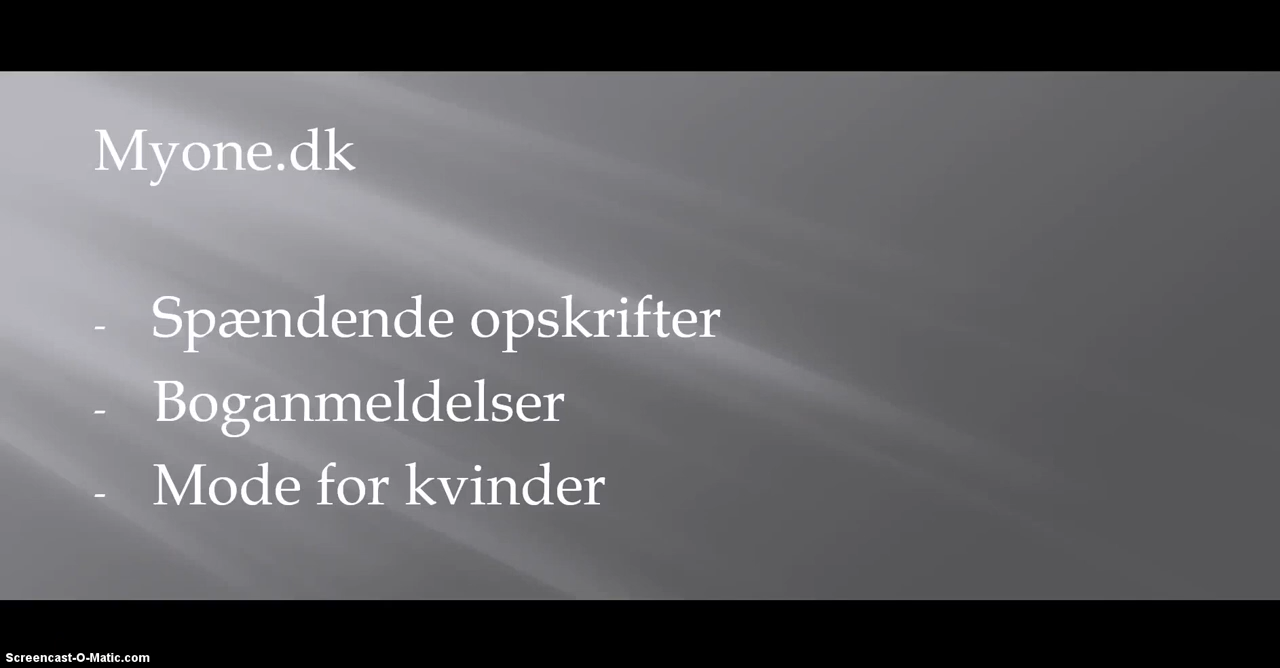 Myone.dk
- Spændende opskrifter
- Boganmeldelser
- Mode for kvinder
Screencast-O-Matic.com